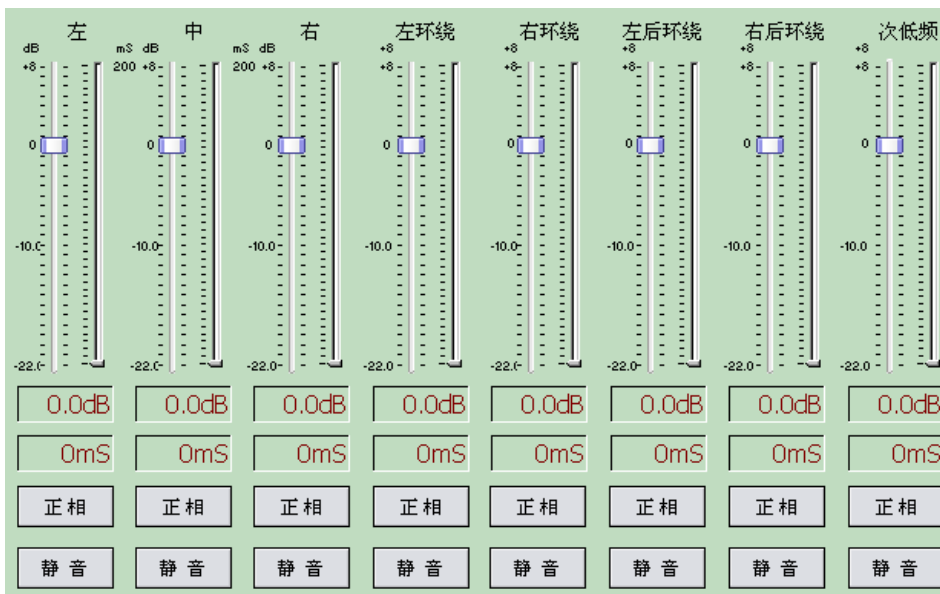 左 中 右 左环绕 右环绕 左后环绕 右后环绕 次低频
dB mS dB mS dB +8 +8 +8 +8 +8
+8 200 +8 200 +8 +8 +8 +8 +8 +8
0 0 0 0 0 0 0 0
-10.0 -10.0 -10.0 -10.0 -10.0 -10.0 -10.0 -10.0
-22.0 -22.0 -22.0 -22.0 -22.0 -22.0 -22.0 -22.0
0.0dB 0.0dB 0.0dB 0.0dB 0.0dB 0.0dB 0.0dB 0.0dB
0mS 0mS 0mS 0mS 0mS 0mS 0mS 0mS
正相 正相 正相 正相 正相 正相 正相 正相
静音 静音 静音 静音 静音 静音 静音 静音